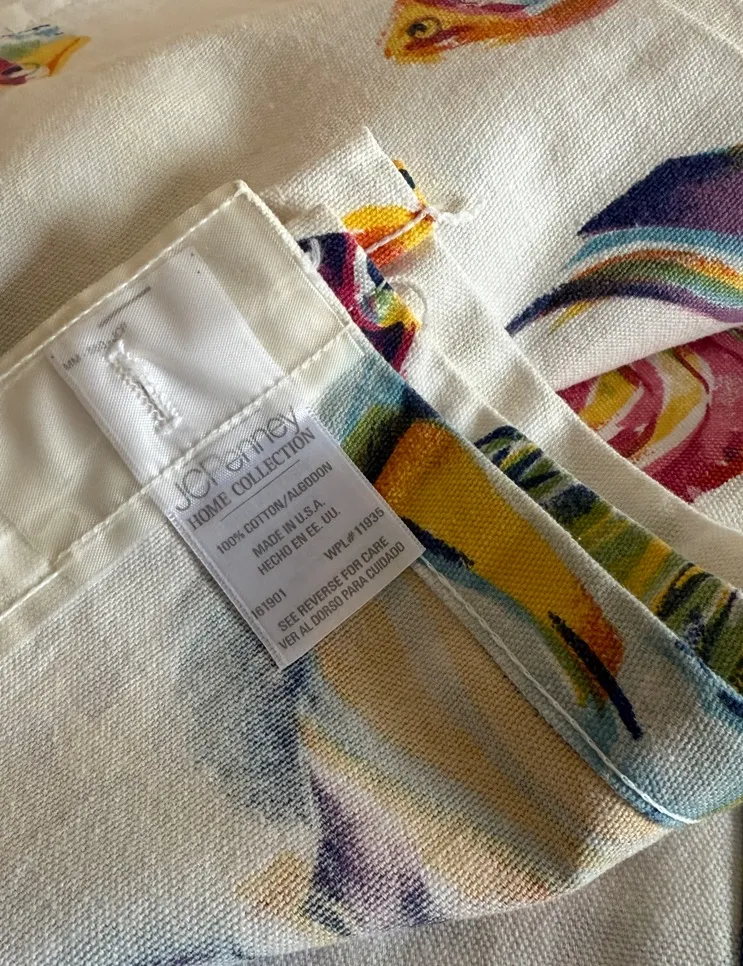 JCPenney
HOME COLLECTION
100% COTTON/ALGODON
MADE IN U.S.A.
HECHO EN EE. UU.
WPL# 11935
161901
SEE REVERSE FOR CARE
VER AL DORSO PARA CUIDADO